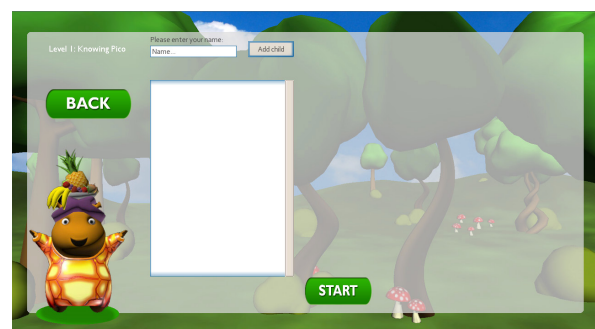 Please enter your name:
Level 1: Knowing Pico
Name...
Add child
BACK
START